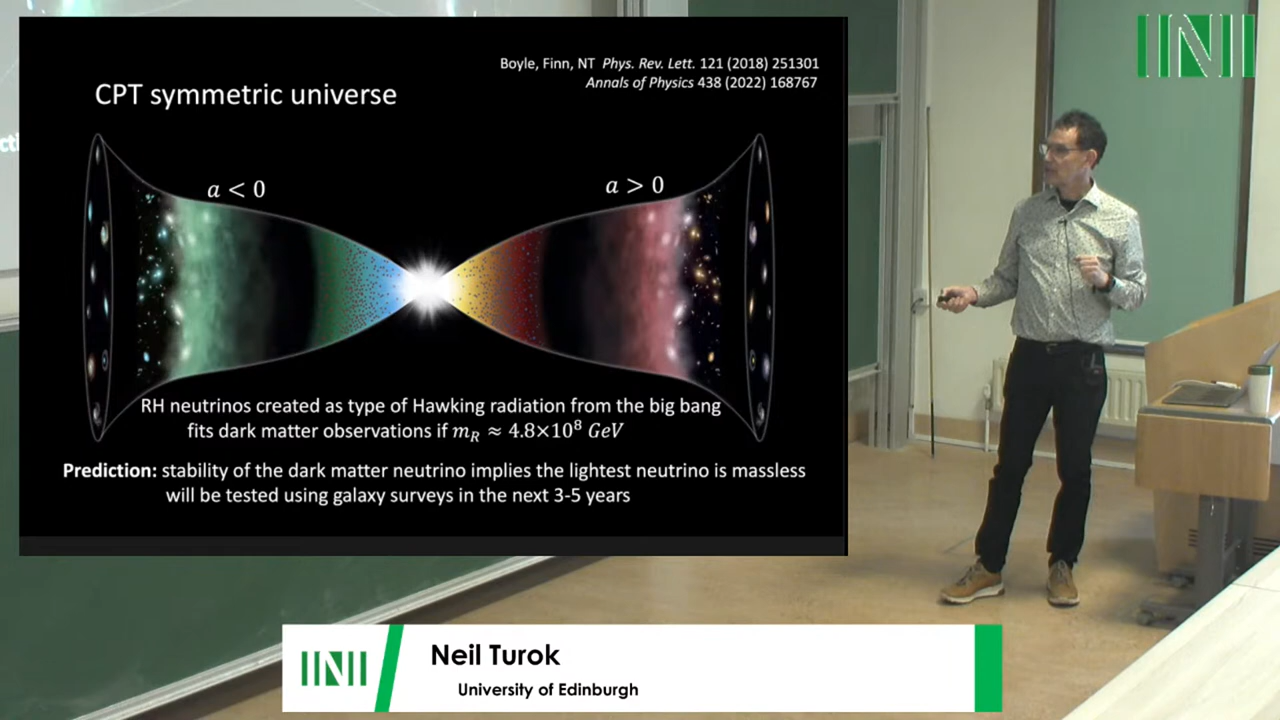 Boyle, Finn, NT Phys. Rev. Lett. 121 (2018) 251301
Annals of Physics 438 (2022) 168767
CPT symmetric universe
a < 0
a > 0
RH neutrinos created as type of Hawking radiation from the big bang
fits dark matter observations if m_R ≈ 4.8×10⁸ GeV
Prediction: stability of the dark matter neutrino implies the lightest neutrino is massless
will be tested using galaxy surveys in the next 3-5 years
INI
INI
Neil Turok
University of Edinburgh